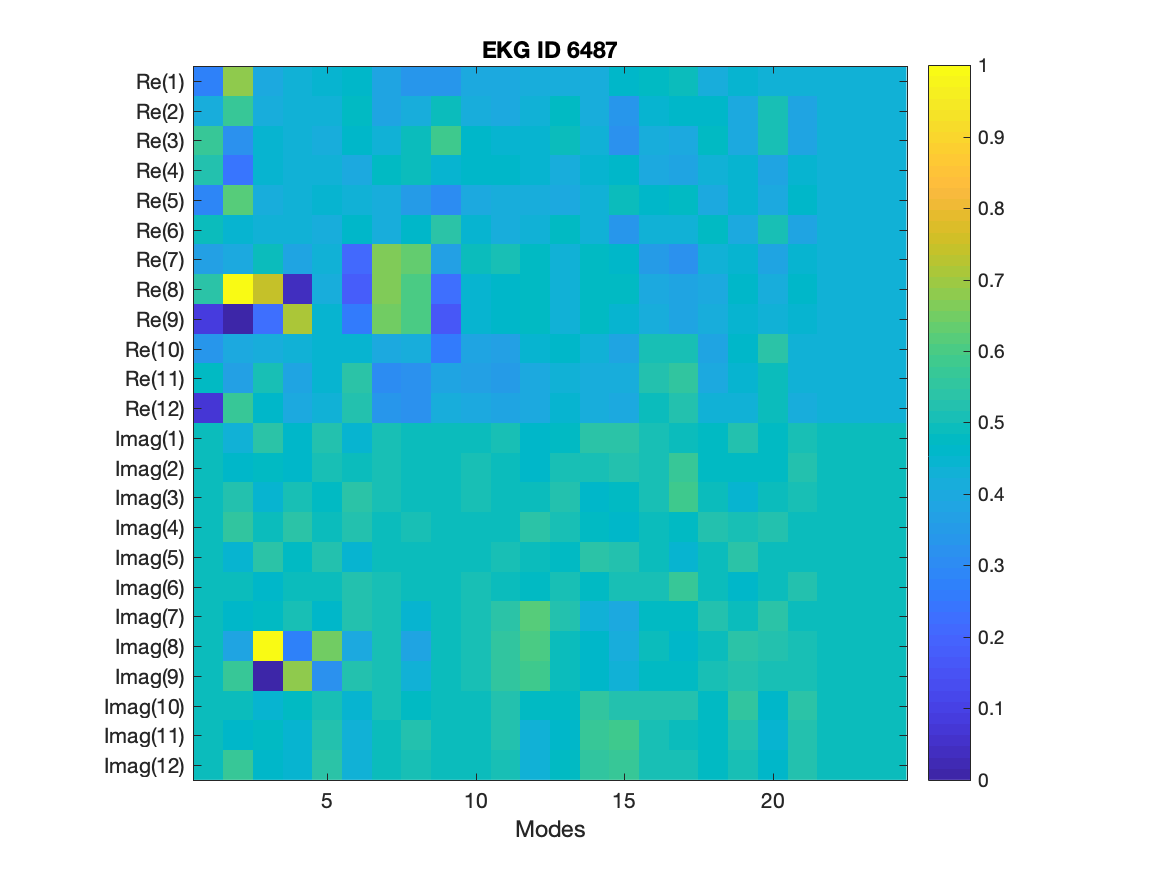 EKG ID 6487
Re(1)
Re(2)
Re(3)
Re(4)
Re(5)
Re(6)
Re(7)
Re(8)
Re(9)
Re(10)
Re(11)
Re(12)
Imag(1)
Imag(2)
Imag(3)
Imag(4)
Imag(5)
Imag(6)
Imag(7)
Imag(8)
Imag(9)
Imag(10)
Imag(11)
Imag(12)
5 10 15 20
Modes
1
0.9
0.8
0.7
0.6
0.5
0.4
0.3
0.2
0.1
0